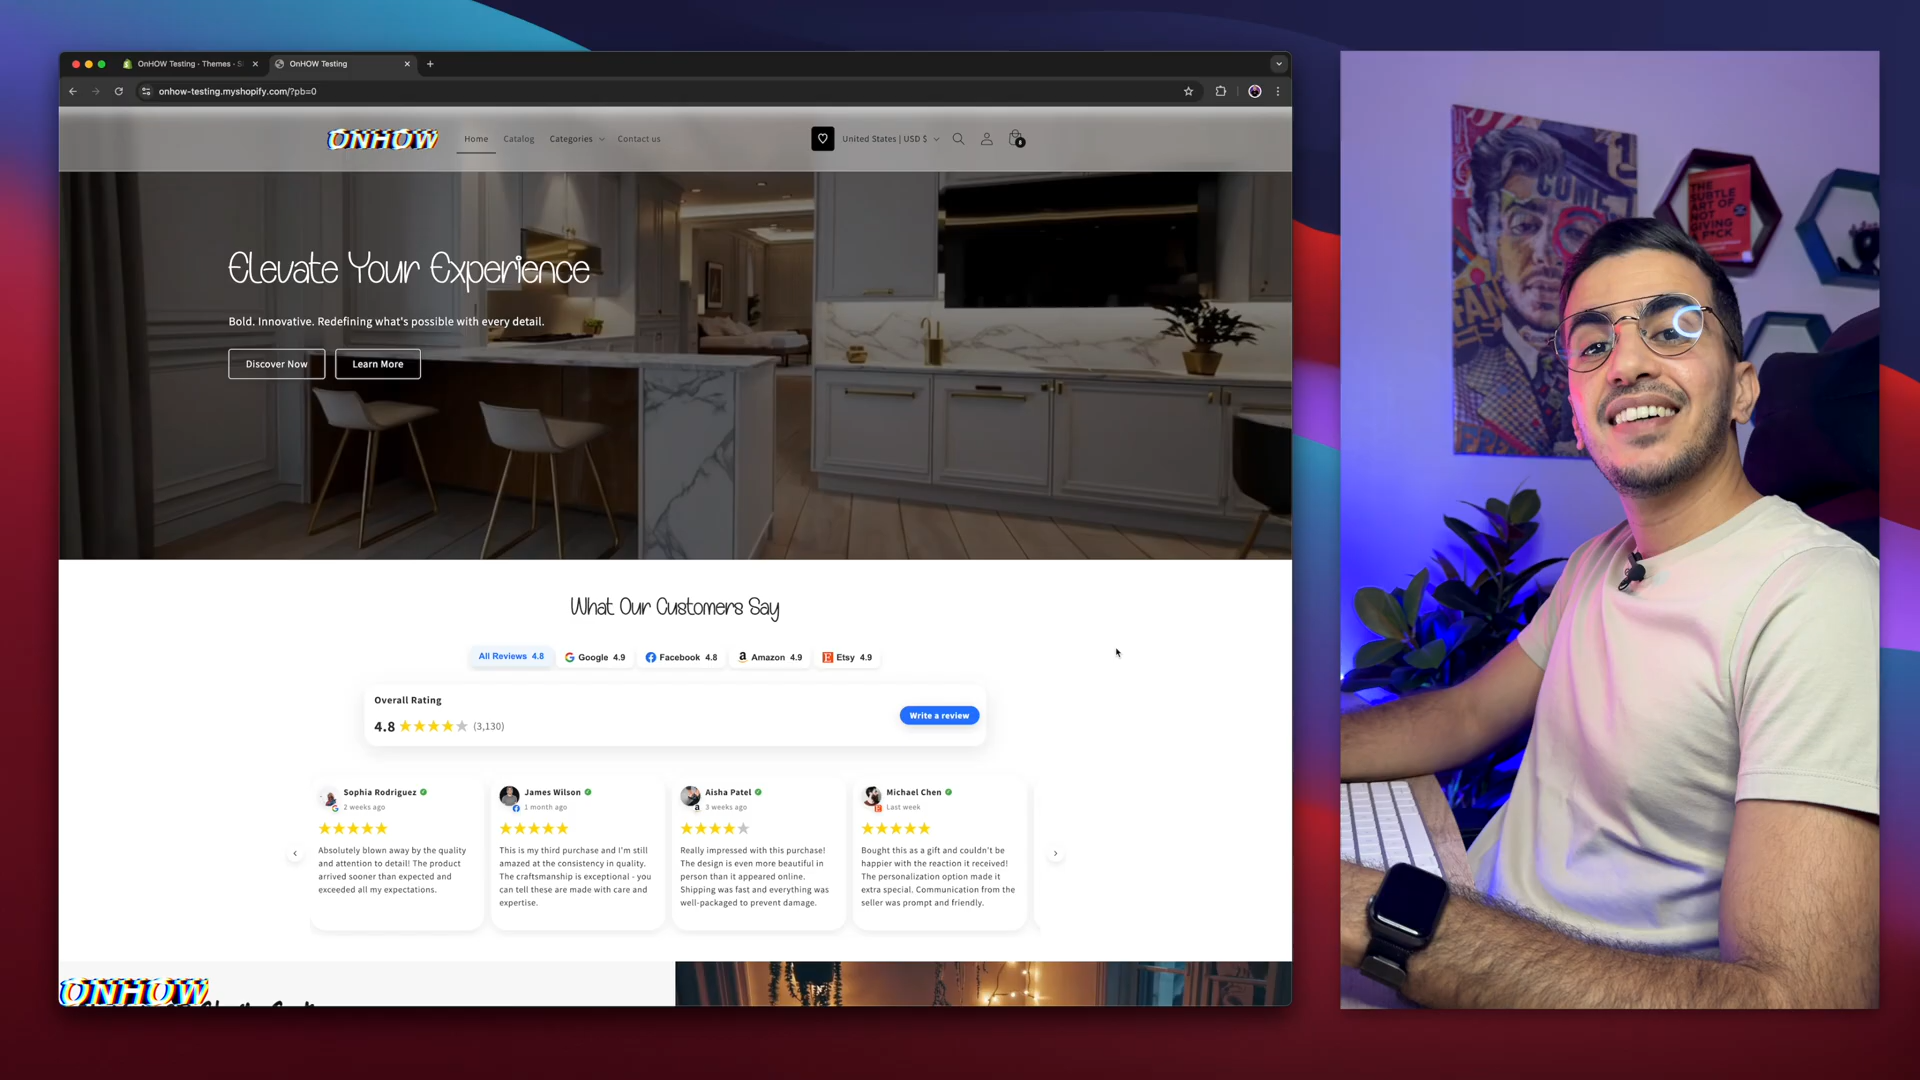 OnHOW Testing - Themes - S
OnHOW Testing
onhow-testing.myshopify.com/?pb=0
ONHOW
Home
Catalog
Categories
Contact us
United States | USD $
Elevate Your Experience
Bold. Innovative. Redefining what's possible with every detail.
Discover Now
Learn More
What Our Customers Say
All Reviews 4.8
Google 4.9
Facebook 4.8
Amazon 4.9
Etsy 4.9
Overall Rating
4.8 (3,130)
Write a review
Sophia Rodriguez
2 weeks ago
Absolutely blown away by the quality
and attention to detail! The product
arrived sooner than expected and
exceeded all my expectations.
James Wilson
1 month ago
This is my third purchase and I'm still
amazed at the consistency in quality.
The craftsmanship is exceptional - you
can tell these are made with care and
expertise.
Aisha Patel
3 weeks ago
Really impressed with this purchase!
The design is even more beautiful in
person than it appeared online.
Shipping was fast and everything was
well-packaged to prevent damage.
Michael Chen
Last week
Bought this as a gift and couldn't be
happier with the reaction it received!
The personalization option made it
extra special. Communication from the
seller was prompt and friendly.
ONHOW
THE
SUBTLE
ART OF
NOT
GIVING
A F*CK